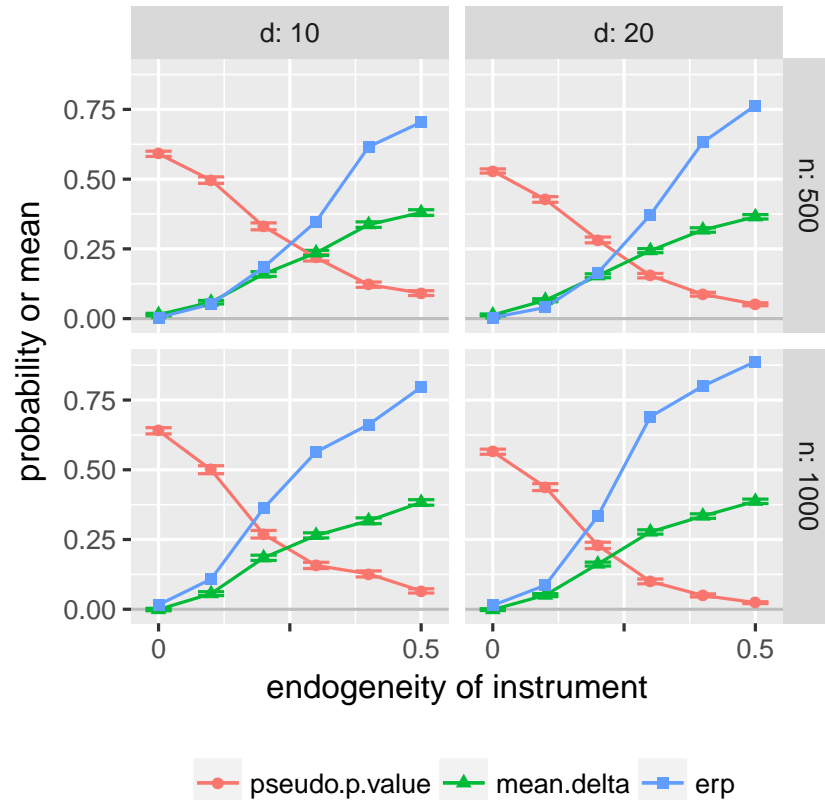 d: 10
d: 20
probability or mean
0.75
0.50
0.25
0.00
n: 500
0.75
0.50
0.25
0.00
n: 1000
0
0.5
0
0.5
endogeneity of instrument
pseudo.p.value
mean.delta
erp